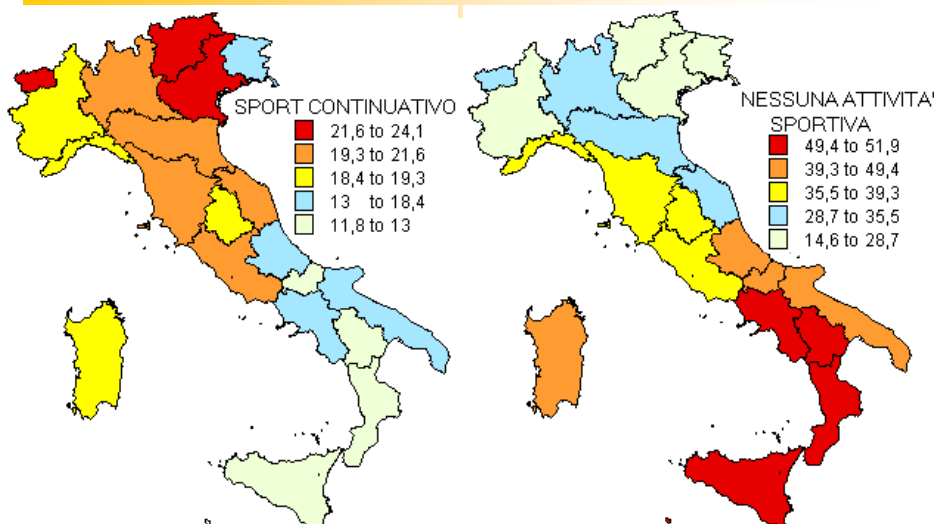 SPORT CONTINUATIVO
21,6 to 24,1
19,3 to 21,6
18,4 to 19,3
13 to 18,4
11,8 to 13
NESSUNA ATTIVITA'
SPORTIVA
49,4 to 51,9
39,3 to 49,4
35,5 to 39,3
28,7 to 35,5
14,6 to 28,7